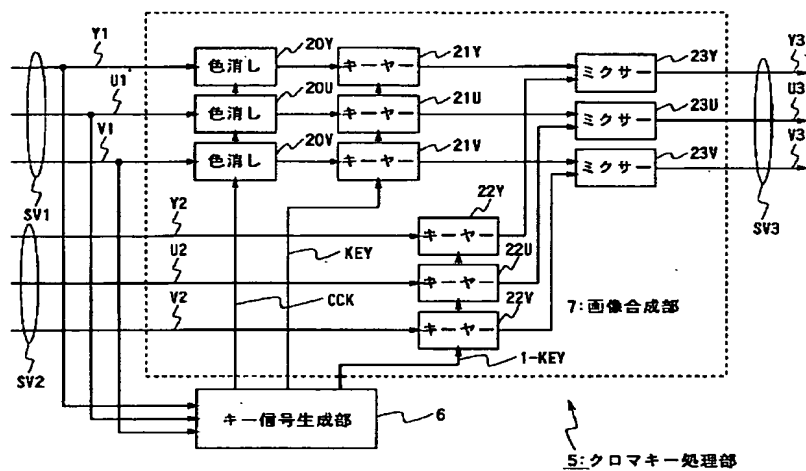 Y1
U1
V1
SV1
20Y
色消し
20U
色消し
20V
色消し
21Y
キーヤー
21U
キーヤー
21V
キーヤー
23Y
ミクサー
23U
ミクサー
23V
ミクサー
Y3
U3
V3
SV3
Y2
U2
V2
SV2
KEY
CCK
22Y
キーヤー
22U
キーヤー
22V
キーヤー
1-KEY
7:画像合成部
キー信号生成部
6
5:クロマキー処理部